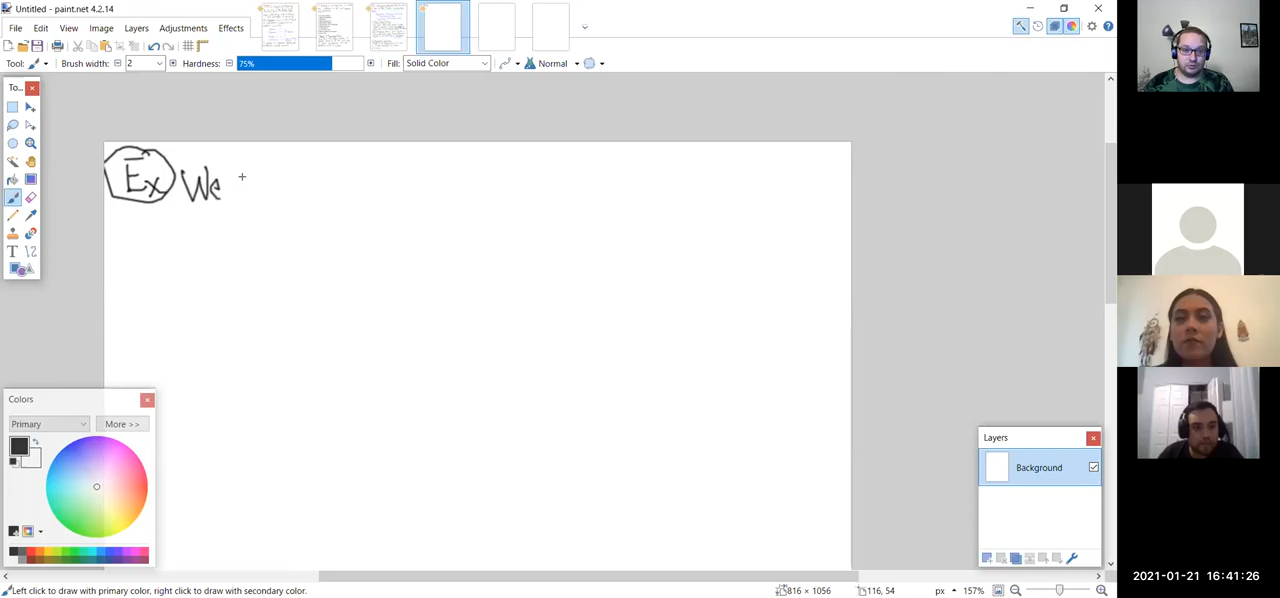 Untitled - paint.net 4.2.14
File Edit View Image Layers Adjustments Effects
Tool: Brush width: 2 Hardness: 75% Fill: Solid Color Normal
To...
Ex We
T
Colors
Primary More >>
Layers
Background
Left click to draw with primary color, right click to draw with secondary color. 816 × 1056 116, 54 px 157%
2021-01-21 16:41:26